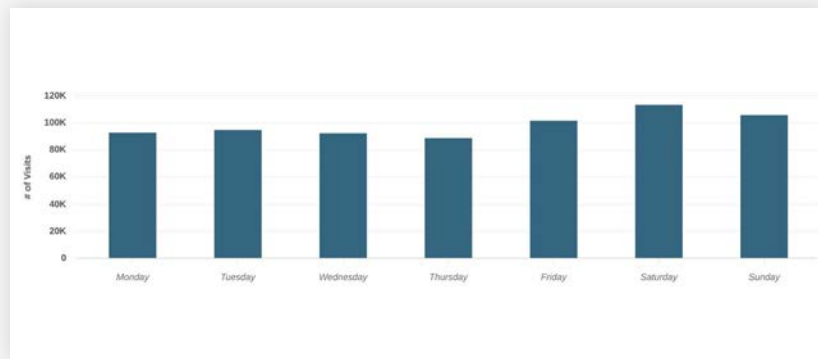 120K
100K
80K
60K
40K
20K
0
# of Visits
Monday Tuesday Wednesday Thursday Friday Saturday Sunday